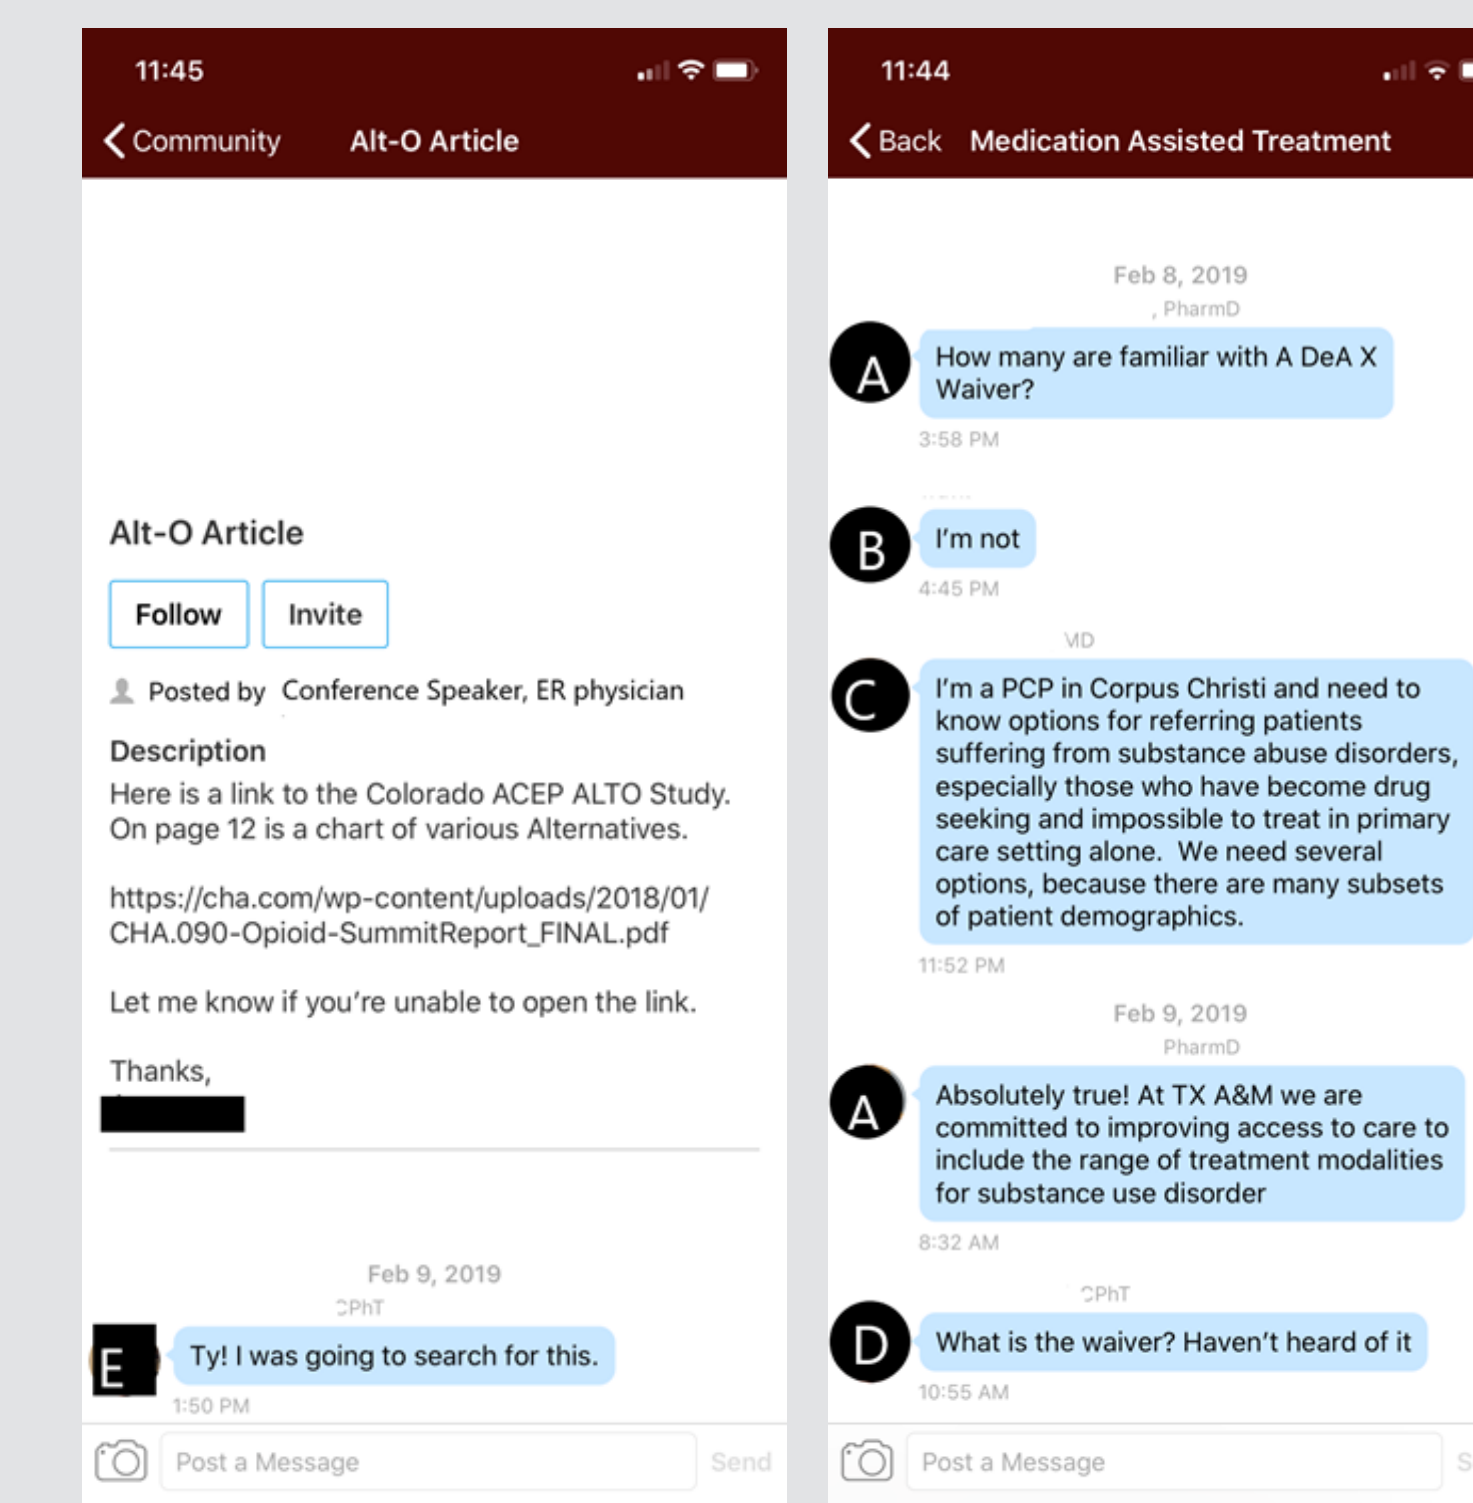 11:45
Community
Alt-O Article
Alt-O Article
Follow
Invite
Posted by Conference Speaker, ER physician
Description
Here is a link to the Colorado ACEP ALTO Study.
On page 12 is a chart of various Alternatives.
https://cha.com/wp-content/uploads/2018/01/
CHA.090-Opioid-SummitReport_FINAL.pdf
Let me know if you're unable to open the link.
Thanks,
Feb 9, 2019
CPhT
E
Ty! I was going to search for this.
1:50 PM
Post a Message
Send
11:44
Back
Medication Assisted Treatment
Feb 8, 2019
, PharmD
A
How many are familiar with A DeA X
Waiver?
3:58 PM
B
I'm not
4:45 PM
MD
C
I'm a PCP in Corpus Christi and need to
know options for referring patients
suffering from substance abuse disorders,
especially those who have become drug
seeking and impossible to treat in primary
care setting alone.  We need several
options, because there are many subsets
of patient demographics.
11:52 PM
Feb 9, 2019
PharmD
A
Absolutely true! At TX A&M we are
committed to improving access to care to
include the range of treatment modalities
for substance use disorder
8:32 AM
CPhT
D
What is the waiver? Haven't heard of it
10:55 AM
Post a Message
S